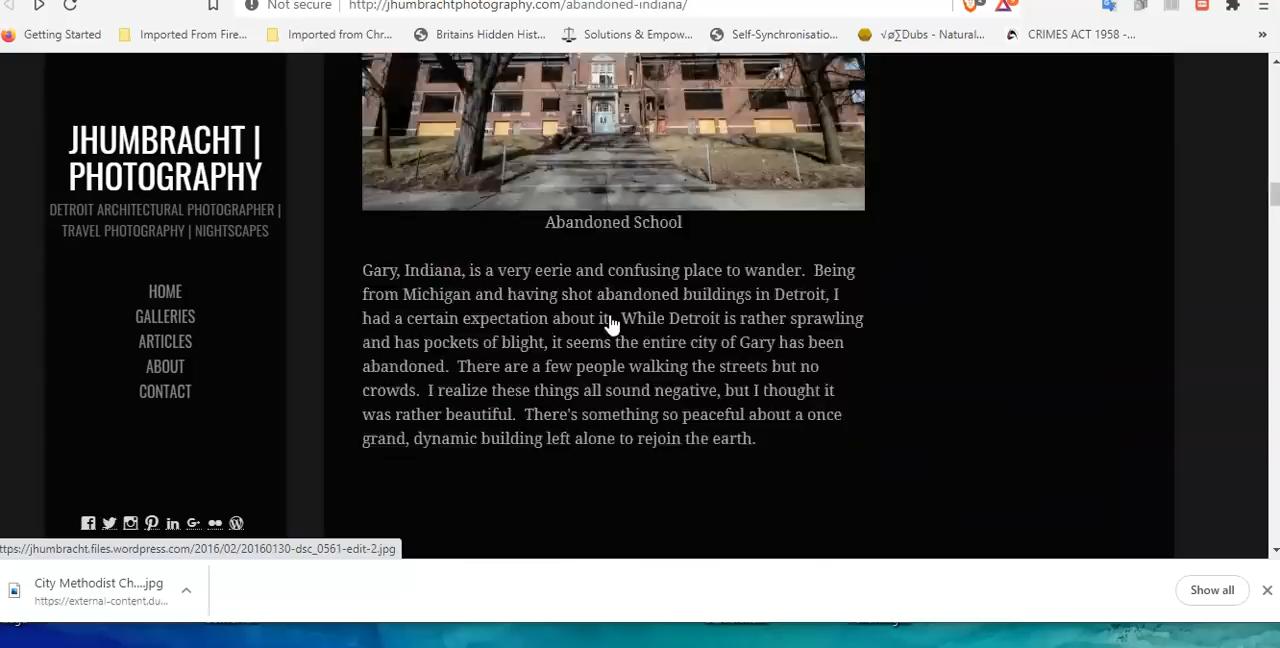 Not secure http://jhumbrachtphotography.com/abandoned-indiana/
Getting Started Imported From Fire... Imported from Chr... Britains Hidden Hist... Solutions & Empow... Self-Synchronisatio... √ø∑Dubs - Natural... CRIMES ACT 1958 -... »
JHUMBRACHT |
PHOTOGRAPHY
DETROIT ARCHITECTURAL PHOTOGRAPHER |
TRAVEL PHOTOGRAPHY | NIGHTSCAPES
HOME
GALLERIES
ARTICLES
ABOUT
CONTACT
Abandoned School
Gary, Indiana, is a very eerie and confusing place to wander. Being
from Michigan and having shot abandoned buildings in Detroit, I
had a certain expectation about it. While Detroit is rather sprawling
and has pockets of blight, it seems the entire city of Gary has been
abandoned. There are a few people walking the streets but no
crowds. I realize these things all sound negative, but I thought it
was rather beautiful. There's something so peaceful about a once
grand, dynamic building left alone to rejoin the earth.
ttps://jhumbracht.files.wordpress.com/2016/02/20160130-dsc_0561-edit-2.jpg
City Methodist Ch....jpg
https://external-content.du...
Show all